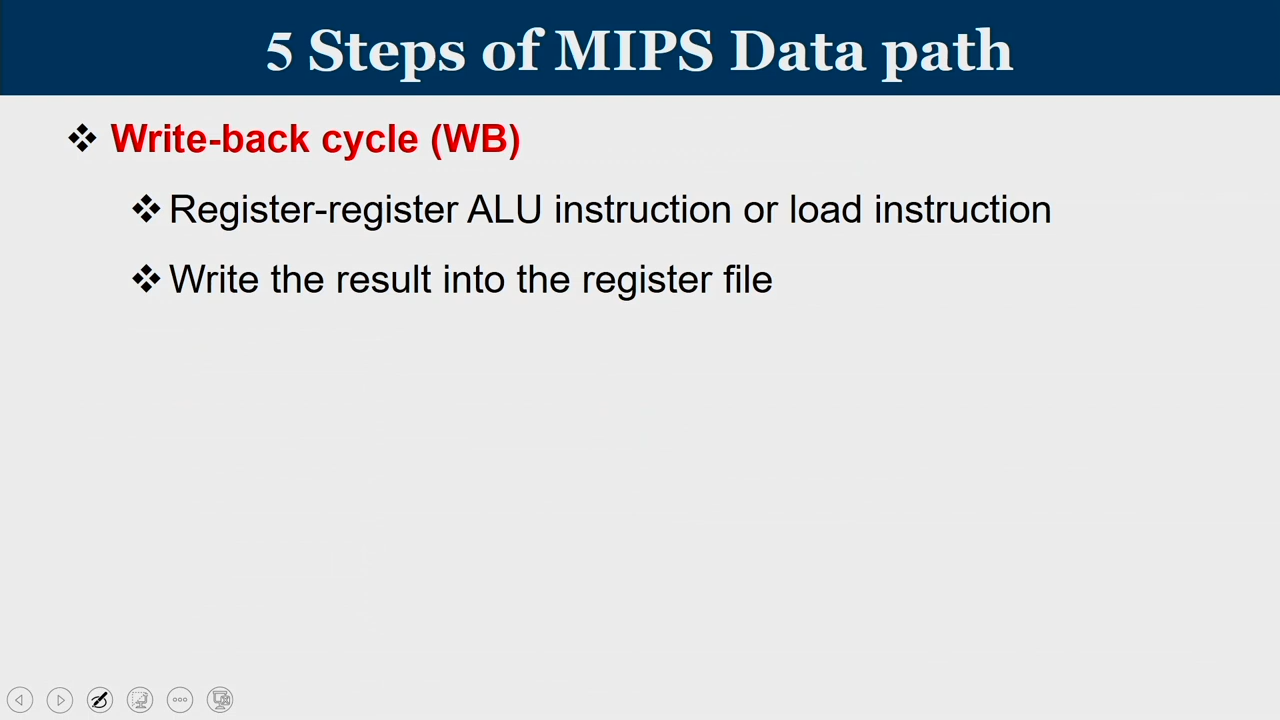 5 Steps of MIPS Data path
❖ Write-back cycle (WB)
❖ Register-register ALU instruction or load instruction
❖ Write the result into the register file